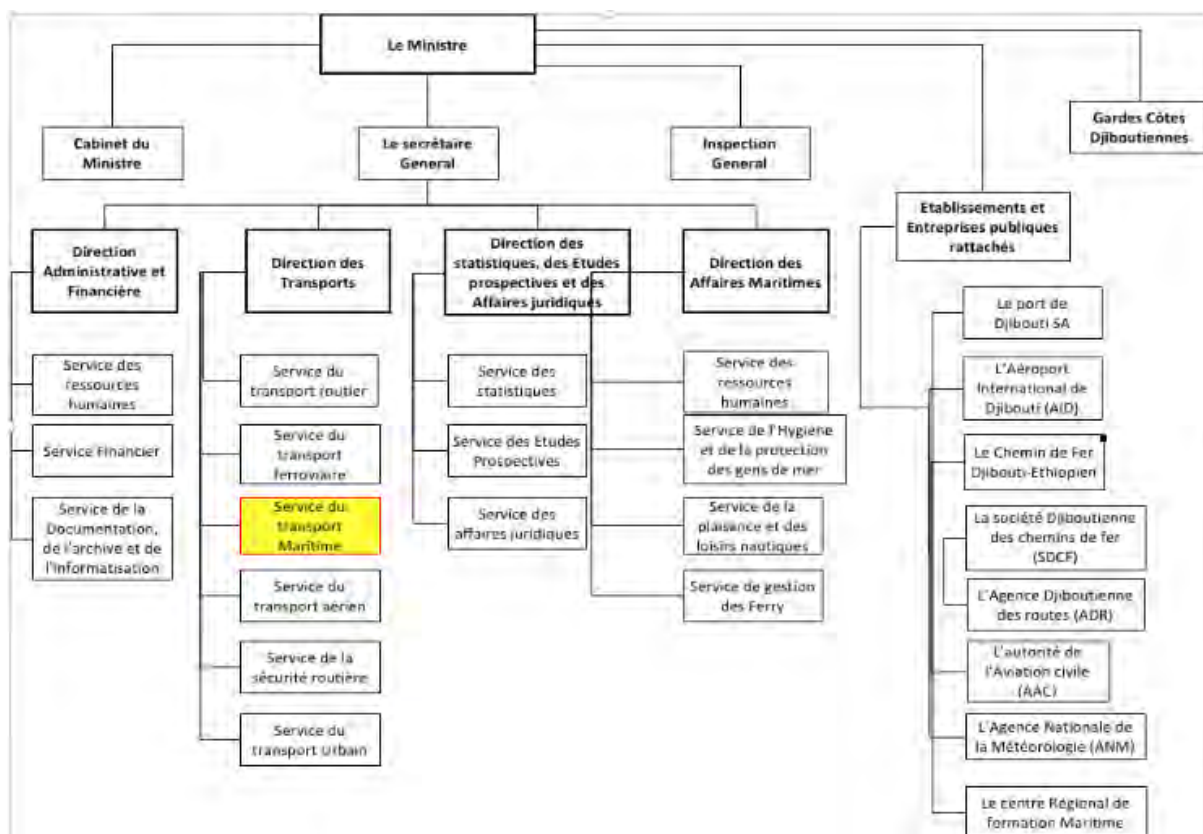 Le Ministre
Cabinet du
Ministre
Le secrétaire
General
Inspection
General
Gardes Côtes
Djiboutiennes
Etablissements et
Entreprises publiques
rattachés
Direction
Administrative et
Financière
Direction des
Transports
Direction des
statistiques, des Etudes
prospectives et des
Affaires juridiques
Direction des
Affaires Maritimes
Service des
ressources
humaines
Service Financier
Service de la
Documentation,
de l'archive et de
l'informatisation
Service du
transport routier
Service du
transport
ferroviaire
Service du
transport
Maritime
Service du
transport aérien
Service de la
sécurité routière
Service du
transport Urbain
Service des
statistiques
Service des Etudes
Prospectives
Service des
affaires juridiques
Service des
ressources
humaines
Service de l'Hygiene
et de la protection
des gens de mer
Service de la
plaisance et des
loisirs nautiques
Service de gestion
des Ferry
Le port de
Djibouti SA
L'Aéroport
International de
Djibouti (AID)
Le Chemin de Fer
Djibouti-Ethiopien
La société Djiboutienne
des chemins de fer
(SDCF)
L'Agence Djiboutienne
des routes (ADR)
L'autorité de
l'Aviation civile
(AAC)
L'Agence Nationale de
la Météorologie (ANM)
Le centre Régional de
formation Maritime